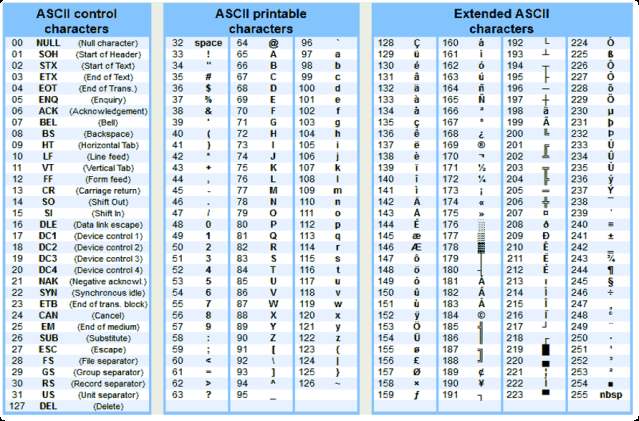 ASCII control characters
ASCII printable characters
Extended ASCII characters
00 NULL (Null character) 32 space 64 @ 96 ` 128 Ç 160 á 192 └ 224 Ó
01 SOH (Start of Header) 33 ! 65 A 97 a 129 ü 161 í 193 ┴ 225 ß
02 STX (Start of Text) 34 " 66 B 98 b 130 é 162 ó 194 ┬ 226 Ô
03 ETX (End of Text) 35 # 67 C 99 c 131 â 163 ú 195 ├ 227 Ò
04 EOT (End of Trans.) 36 $ 68 D 100 d 132 ä 164 ñ 196 ─ 228 õ
05 ENQ (Enquiry) 37 % 69 E 101 e 133 à 165 Ñ 197 ┼ 229 Õ
06 ACK (Acknowledgement) 38 & 70 F 102 f 134 å 166 ª 198 ã 230 µ
07 BEL (Bell) 39 ' 71 G 103 g 135 ç 167 º 199 Ã 231 þ
08 BS (Backspace) 40 ( 72 H 104 h 136 ê 168 ¿ 200 ╚ 232 Þ
09 HT (Horizontal Tab) 41 ) 73 I 105 i 137 ë 169 ® 201 ╔ 233 Ú
10 LF (Line feed) 42 * 74 J 106 j 138 è 170 ¬ 202 ╩ 234 Û
11 VT (Vertical Tab) 43 + 75 K 107 k 139 ï 171 ½ 203 ╦ 235 Ù
12 FF (Form feed) 44 , 76 L 108 l 140 î 172 ¼ 204 ╠ 236 ý
13 CR (Carriage return) 45 - 77 M 109 m 141 ì 173 ¡ 205 ═ 237 Ý
14 SO (Shift Out) 46 . 78 N 110 n 142 Ä 174 « 206 ╬ 238 ¯
15 SI (Shift In) 47 / 79 O 111 o 143 Å 175 » 207 ¤ 239 ´
16 DLE (Data link escape) 48 0 80 P 112 p 144 É 176 ░ 208 ð 240 ≡
17 DC1 (Device control 1) 49 1 81 Q 113 q 145 æ 177 ▒ 209 Ð 241 ±
18 DC2 (Device control 2) 50 2 82 R 114 r 146 Æ 178 ▓ 210 Ê 242 ‗
19 DC3 (Device control 3) 51 3 83 S 115 s 147 ô 179 │ 211 Ë 243 ¾
20 DC4 (Device control 4) 52 4 84 T 116 t 148 ö 180 ┤ 212 È 244 ¶
21 NAK (Negative acknowl.) 53 5 85 U 117 u 149 ò 181 Á 213 ı 245 §
22 SYN (Synchronous idle) 54 6 86 V 118 v 150 û 182 Â 214 Í 246 ÷
23 ETB (End of trans. block) 55 7 87 W 119 w 151 ù 183 À 215 Î 247 ¸
24 CAN (Cancel) 56 8 88 X 120 x 152 ÿ 184 © 216 Ï 248 °
25 EM (End of medium) 57 9 89 Y 121 y 153 Ö 185 ╣ 217 ┘ 249 ¨
26 SUB (Substitute) 58 : 90 Z 122 z 154 Ü 186 ║ 218 ┌ 250 ·
27 ESC (Escape) 59 ; 91 [ 123 { 155 ø 187 ╗ 219 █ 251 ¹
28 FS (File separator) 60 < 92 \ 124 | 156 £ 188 ╝ 220 ▄ 252 ³
29 GS (Group separator) 61 = 93 ] 125 } 157 Ø 189 ¢ 221 ¦ 253 ²
30 RS (Record separator) 62 > 94 ^ 126 ~ 158 × 190 ¥ 222 Ì 254 ■
31 US (Unit separator) 63 ? 95 _ 159 ƒ 191 ┐ 223 ▀ 255 nbsp
127 DEL (Delete)